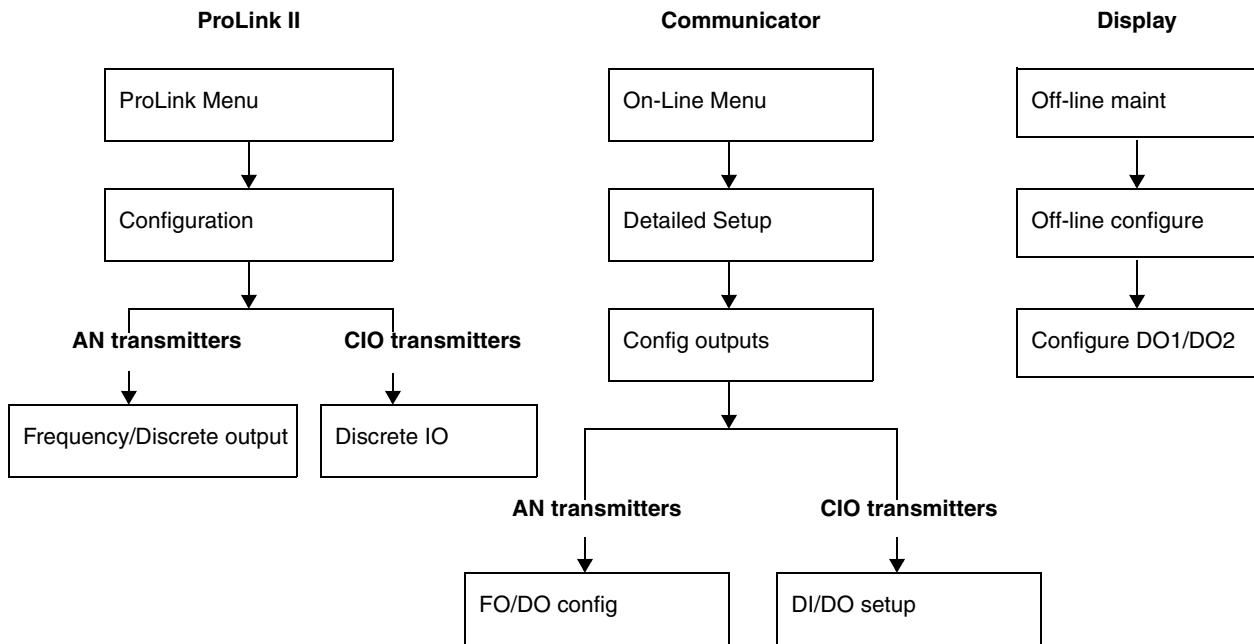 ProLink II
Communicator
Display
ProLink Menu
On-Line Menu
Off-line maint
Configuration
Detailed Setup
Off-line configure
AN transmitters
CIO transmitters
Config outputs
Configure DO1/DO2
Frequency/Discrete output
Discrete IO
AN transmitters
CIO transmitters
FO/DO config
DI/DO setup